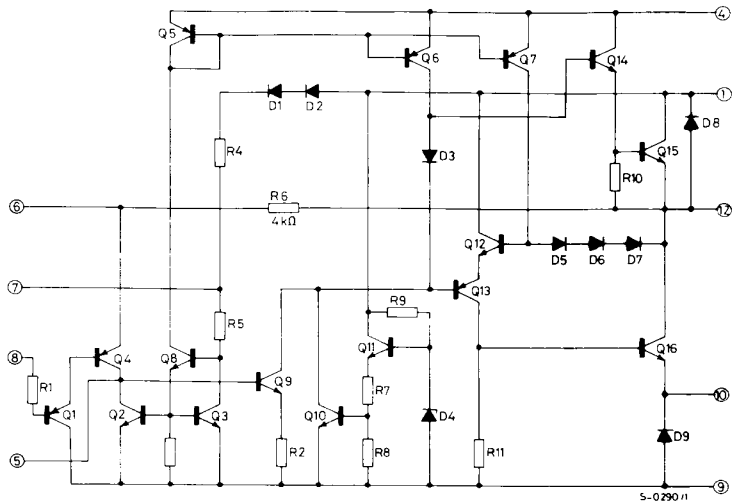 4
Q5
Q6
Q7
Q14
1
D1
D2
D8
R4
D3
Q15
R10
R6
6
4kΩ
12
Q12
D5
D6
D7
7
Q13
R9
R5
8
Q4
Q8
Q11
Q16
R1
Q9
R7
10
Q1
Q2
Q3
Q10
D4
D9
R2
R8
R11
5
9
S-0290/1